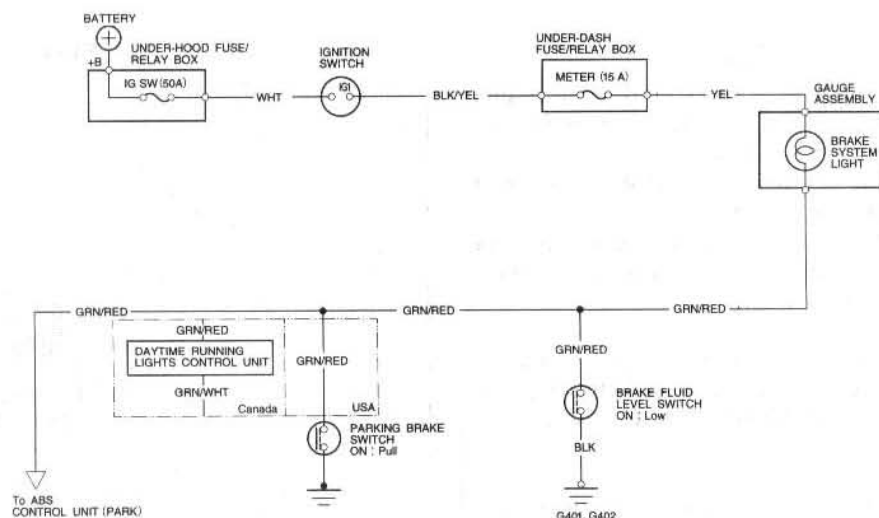 BATTERY
+B
UNDER-HOOD FUSE/
RELAY BOX
IG SW (50A)
WHT
IGNITION
SWITCH
IG1
BLK/YEL
UNDER-DASH
FUSE/RELAY BOX
METER (15 A)
YEL
GAUGE
ASSEMBLY
BRAKE
SYSTEM
LIGHT
GRN/RED
GRN/RED
GRN/RED
GRN/RED
DAYTIME RUNNING
LIGHTS CONTROL UNIT
GRN/WHT
Canada
GRN/RED
USA
PARKING BRAKE
SWITCH
ON : Pull
GRN/RED
BRAKE FLUID
LEVEL SWITCH
ON : Low
BLK
G401, G402
To ABS
CONTROL UNIT (PARK)